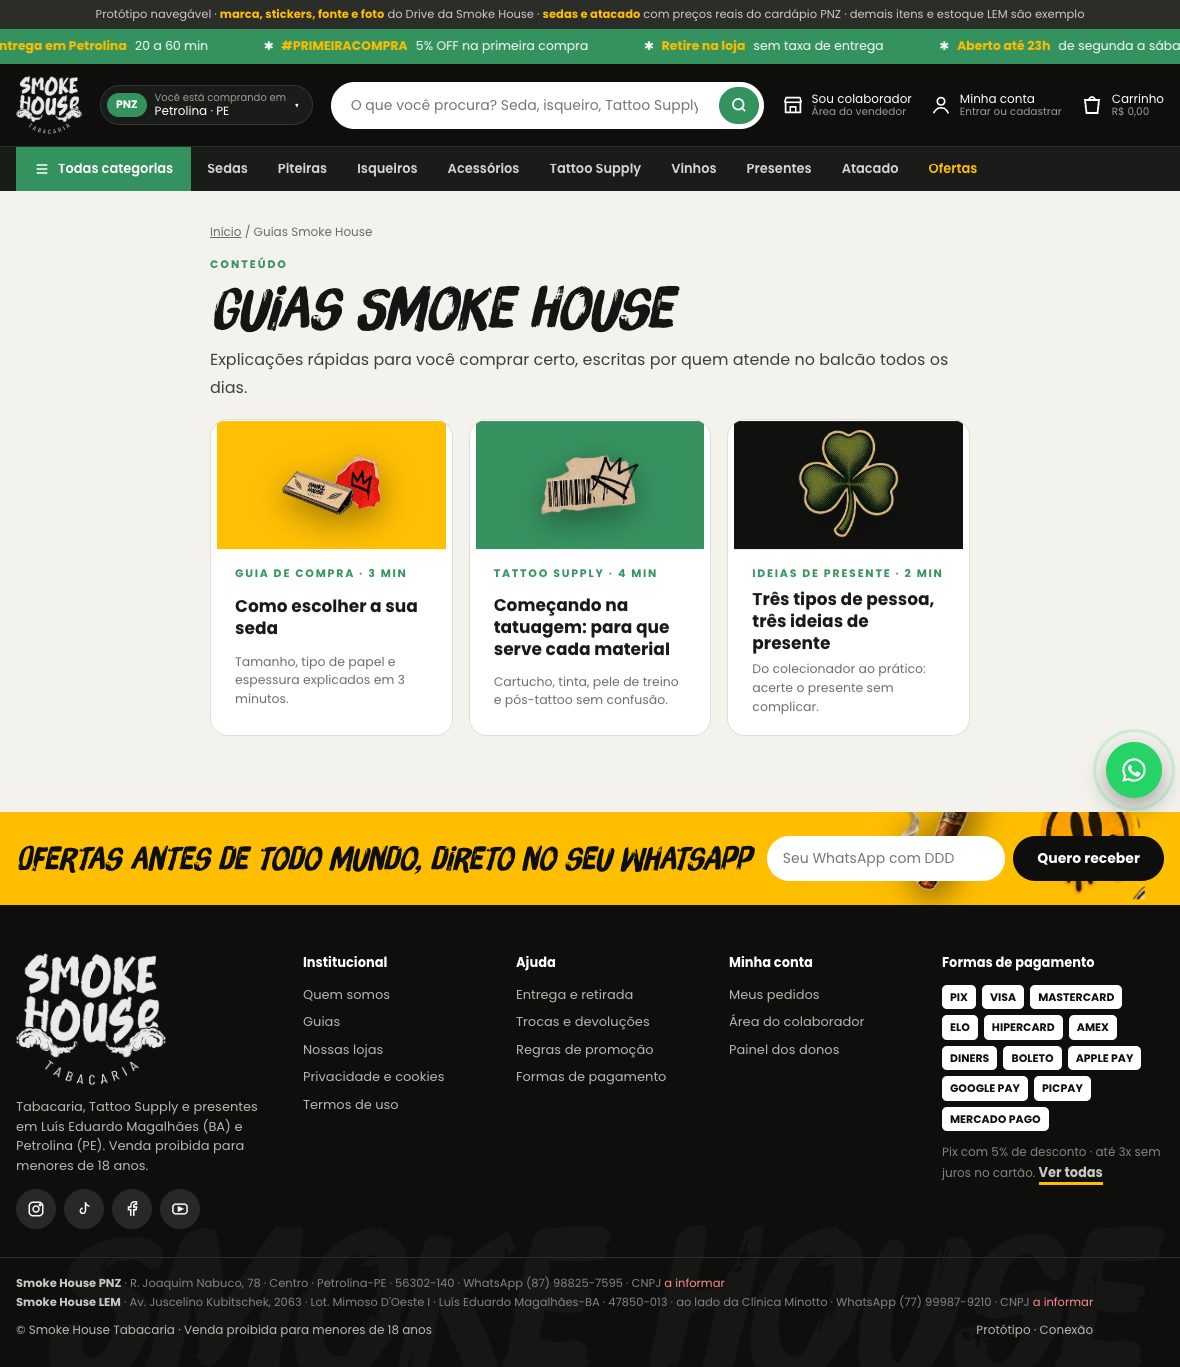 Protótipo navegável · marca, stickers, fonte e foto do Drive da Smoke House · sedas e atacado com preços reais do cardápio PNZ · demais itens e estoque LEM são exemplo
ntrega em Petrolina 20 a 60 min ✱ #PRIMEIRACOMPRA 5% OFF na primeira compra ✱ Retire na loja sem taxa de entrega ✱ Aberto até 23h de segunda a sába
SMOKE HOUSE TABACARIA
PNZ Você está comprando em Petrolina · PE
O que você procura? Seda, isqueiro, Tattoo Supply
Sou colaborador
Área do vendedor
Minha conta
Entrar ou cadastrar
Carrinho
R$ 0,00
Todas categorias Sedas Piteiras Isqueiros Acessórios Tattoo Supply Vinhos Presentes Atacado Ofertas
Início / Guias Smoke House
CONTEÚDO
GUIAS SMOKE HOUSE
Explicações rápidas para você comprar certo, escritas por quem atende no balcão todos os
dias.
SMOKE HOUSE
GUIA DE COMPRA · 3 MIN
Como escolher a sua
seda
Tamanho, tipo de papel e
espessura explicados em 3
minutos.
TATTOO SUPPLY · 4 MIN
Começando na
tatuagem: para que
serve cada material
Cartucho, tinta, pele de treino
e pós-tattoo sem confusão.
IDEIAS DE PRESENTE · 2 MIN
Três tipos de pessoa,
três ideias de
presente
Do colecionador ao prático:
acerte o presente sem
complicar.
OFERTAS ANTES DE TODO MUNDO, DIRETO NO SEU WHATSAPP
Seu WhatsApp com DDD
Quero receber
SMOKE
HOUSE
TABACARIA
Tabacaria, Tattoo Supply e presentes
em Luís Eduardo Magalhães (BA) e
Petrolina (PE). Venda proibida para
menores de 18 anos.
Institucional
Quem somos
Guias
Nossas lojas
Privacidade e cookies
Termos de uso
Ajuda
Entrega e retirada
Trocas e devoluções
Regras de promoção
Formas de pagamento
Minha conta
Meus pedidos
Área do colaborador
Painel dos donos
Formas de pagamento
PIX VISA MASTERCARD
ELO HIPERCARD AMEX
DINERS BOLETO APPLE PAY
GOOGLE PAY PICPAY
MERCADO PAGO
Pix com 5% de desconto · até 3x sem
juros no cartão. Ver todas
SMOKE HOUSE
Smoke House PNZ · R. Joaquim Nabuco, 78 · Centro · Petrolina-PE · 56302-140 · WhatsApp (87) 98825-7595 · CNPJ a informar
Smoke House LEM · Av. Juscelino Kubitschek, 2063 · Lot. Mimoso D'Oeste I · Luís Eduardo Magalhães-BA · 47850-013 · ao lado da Clínica Minotto · WhatsApp (77) 99987-9210 · CNPJ a informar
© Smoke House Tabacaria · Venda proibida para menores de 18 anos
Protótipo · Conexão